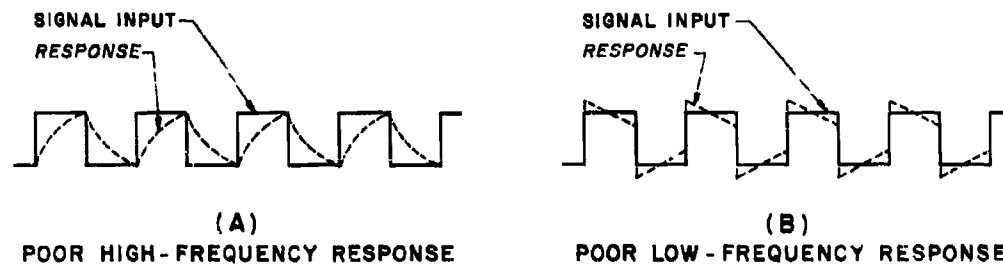 SIGNAL INPUT
RESPONSE
(A)
POOR HIGH-FREQUENCY RESPONSE
SIGNAL INPUT
RESPONSE
(B)
POOR LOW-FREQUENCY RESPONSE